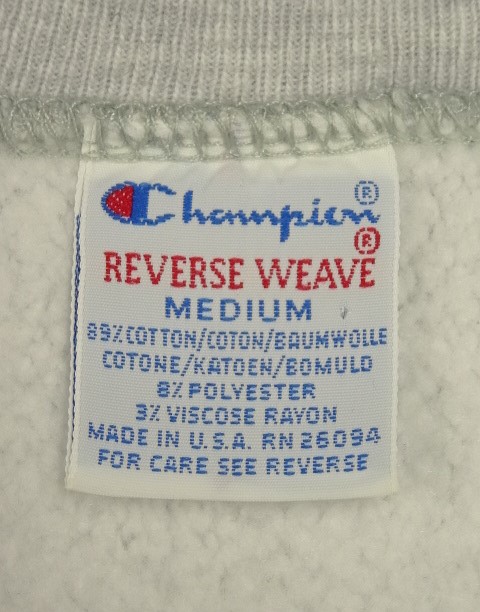 Champion®
REVERSE WEAVE®
MEDIUM
89% COTTON/COTON/BAUMWOLLE
COTONE/KATOEN/BOMULD
8% POLYESTER
3% VISCOSE RAYON
MADE IN U.S.A. RN 26094
FOR CARE SEE REVERSE